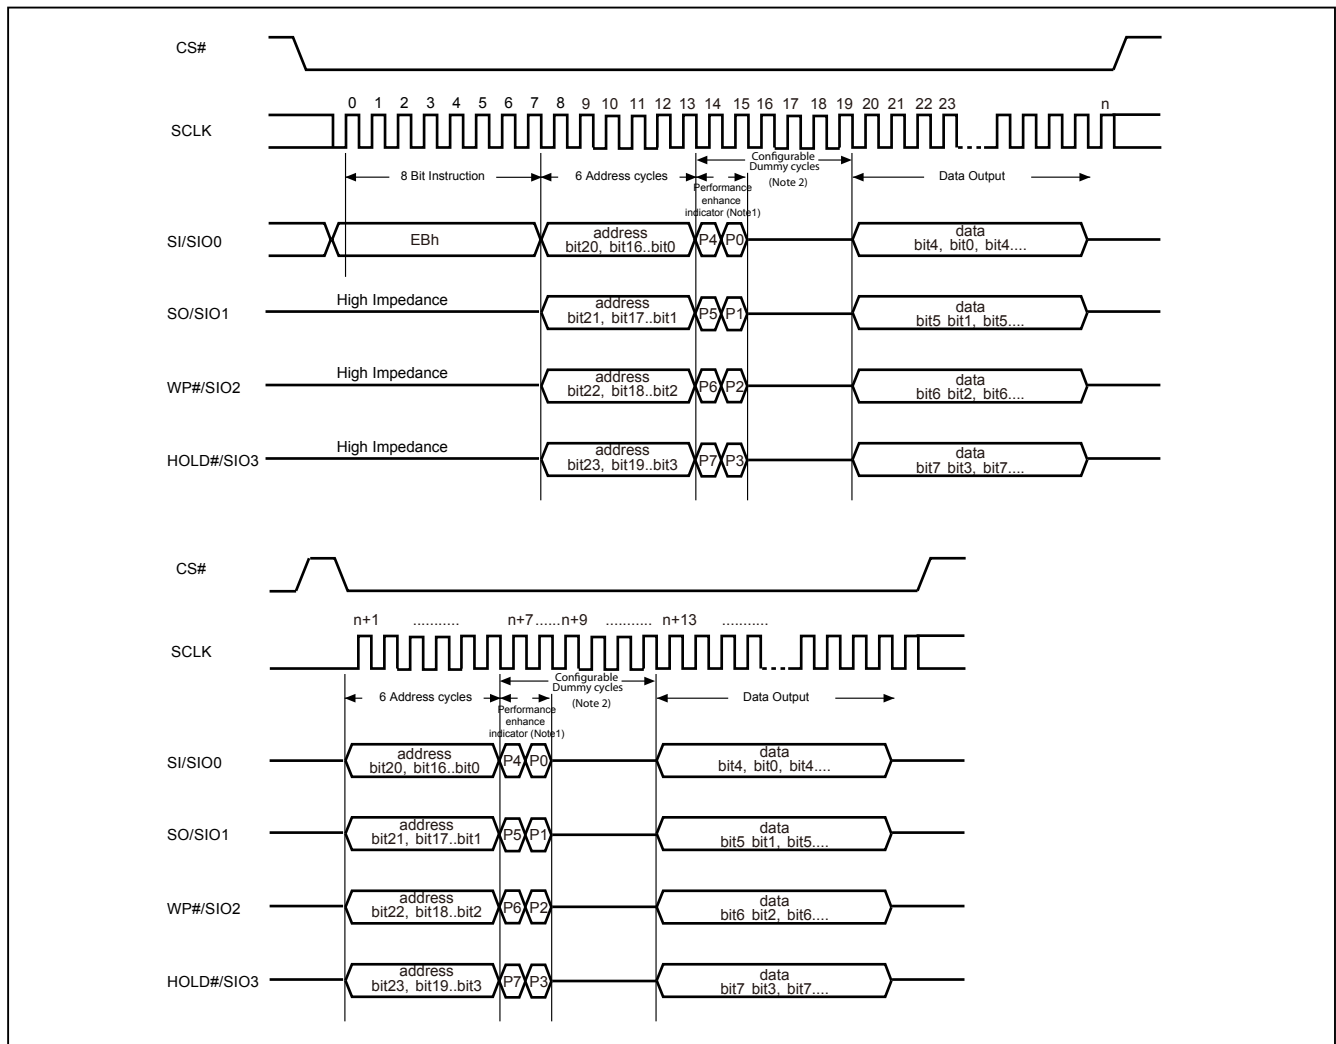 CS#
0 1 2 3 4 5 6 7 8 9 10 11 12 13 14 15 16 17 18 19 20 21 22 23 n
SCLK
8 Bit Instruction
6 Address cycles
Configurable
Dummy cycles
(Note 2)
Data Output
Performance
enhance
indicator (Note1)
SI/SIO0
EBh
address
bit20, bit16..bit0
P4 P0
data
bit4, bit0, bit4....
SO/SIO1
High Impedance
address
bit21, bit17..bit1
P5 P1
data
bit5 bit1, bit5....
WP#/SIO2
High Impedance
address
bit22, bit18..bit2
P6 P2
data
bit6 bit2, bit6....
HOLD#/SIO3
High Impedance
address
bit23, bit19..bit3
P7 P3
data
bit7 bit3, bit7....
CS#
n+1 ........... n+7......n+9 ........... n+13 ...........
SCLK
6 Address cycles
Configurable
Dummy cycles
(Note 2)
Data Output
Performance
enhance
indicator (Note1)
SI/SIO0
address
bit20, bit16..bit0
P4 P0
data
bit4, bit0, bit4....
SO/SIO1
address
bit21, bit17..bit1
P5 P1
data
bit5 bit1, bit5....
WP#/SIO2
address
bit22, bit18..bit2
P6 P2
data
bit6 bit2, bit6....
HOLD#/SIO3
address
bit23, bit19..bit3
P7 P3
data
bit7 bit3, bit7....